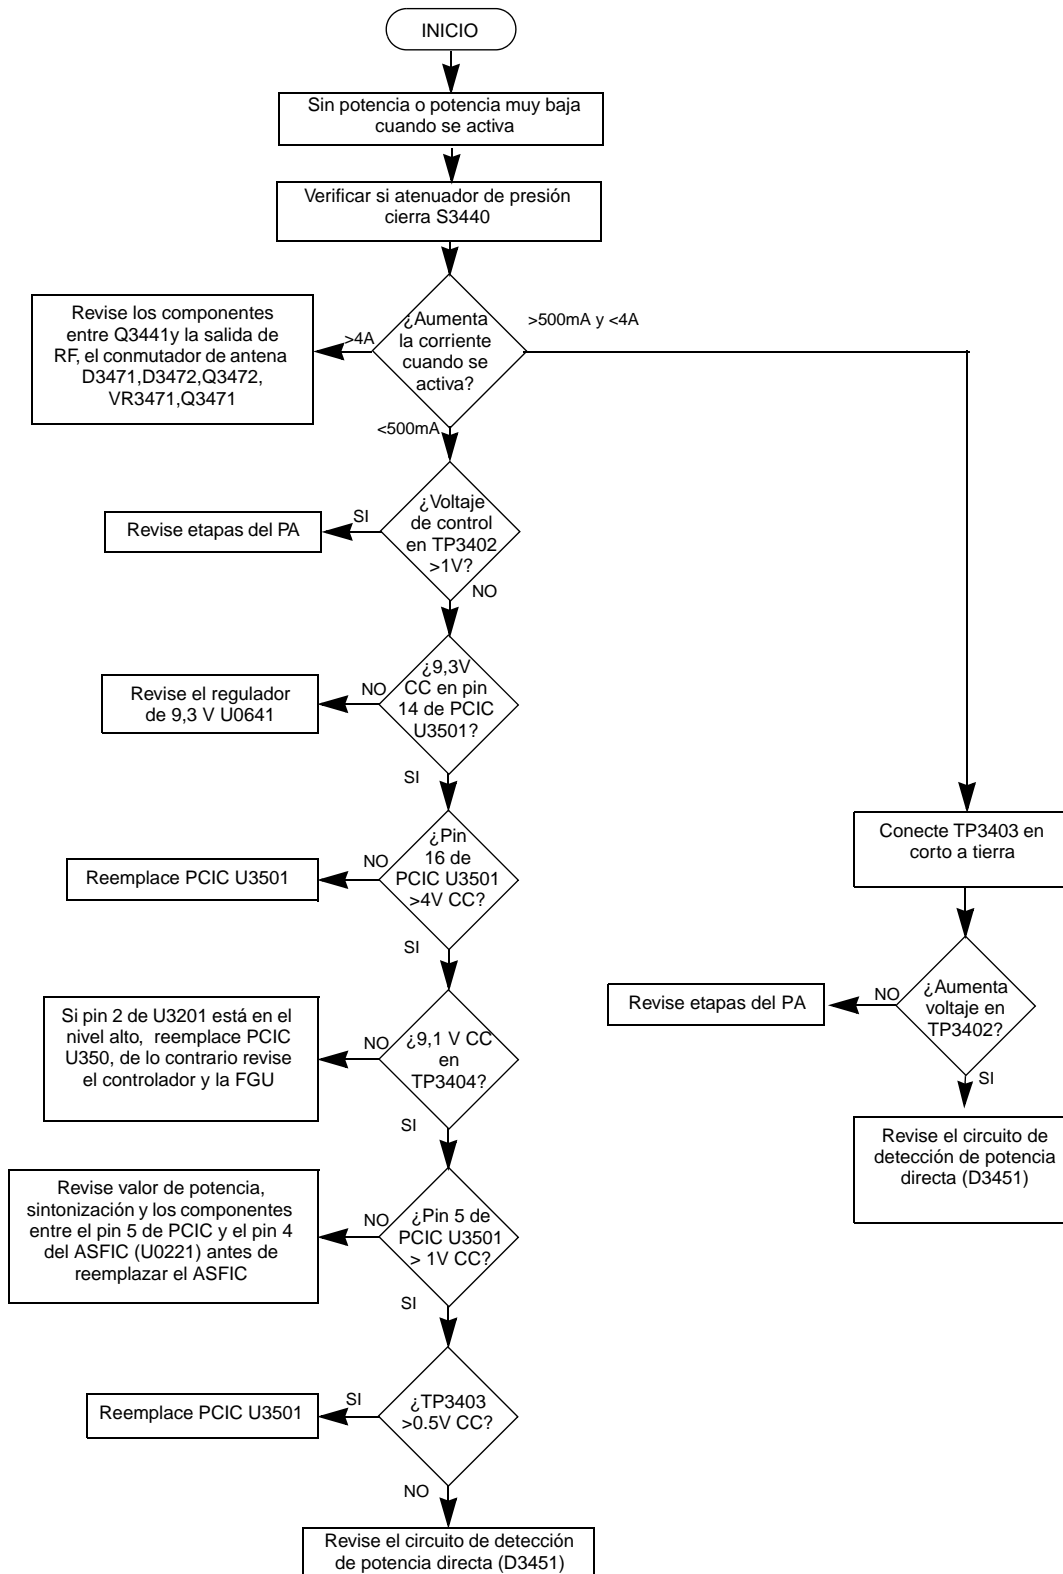 INICIO
Sin potencia o potencia muy baja
cuando se activa
Verificar si atenuador de presión
cierra S3440
¿Aumenta
la corriente
cuando se
activa?
>4A
>500mA y <4A
<500mA
Revise los componentes
entre Q3441y la salida de
RF, el conmutador de antena
D3471,D3472,Q3472,
VR3471,Q3471
¿Voltaje
de control
en TP3402
>1V?
SI
NO
Revise etapas del PA
¿9,3V
CC en pin
14 de PCIC
U3501?
NO
SI
Revise el regulador
de 9,3 V U0641
¿Pin
16 de
PCIC U3501
>4V CC?
NO
SI
Reemplace PCIC U3501
¿9,1 V CC
en
TP3404?
NO
SI
Si pin 2 de U3201 está en el
nivel alto, reemplace PCIC
U350, de lo contrario revise
el controlador y la FGU
¿Pin 5 de
PCIC U3501
> 1V CC?
NO
SI
Revise valor de potencia,
sintonización y los componentes
entre el pin 5 de PCIC y el pin 4
del ASFIC (U0221) antes de
reemplazar el ASFIC
¿TP3403
>0.5V CC?
SI
NO
Reemplace PCIC U3501
Revise el circuito de detección
de potencia directa (D3451)
Conecte TP3403 en
corto a tierra
¿Aumenta
voltaje en
TP3402?
NO
SI
Revise etapas del PA
Revise el circuito de
detección de potencia
directa (D3451)